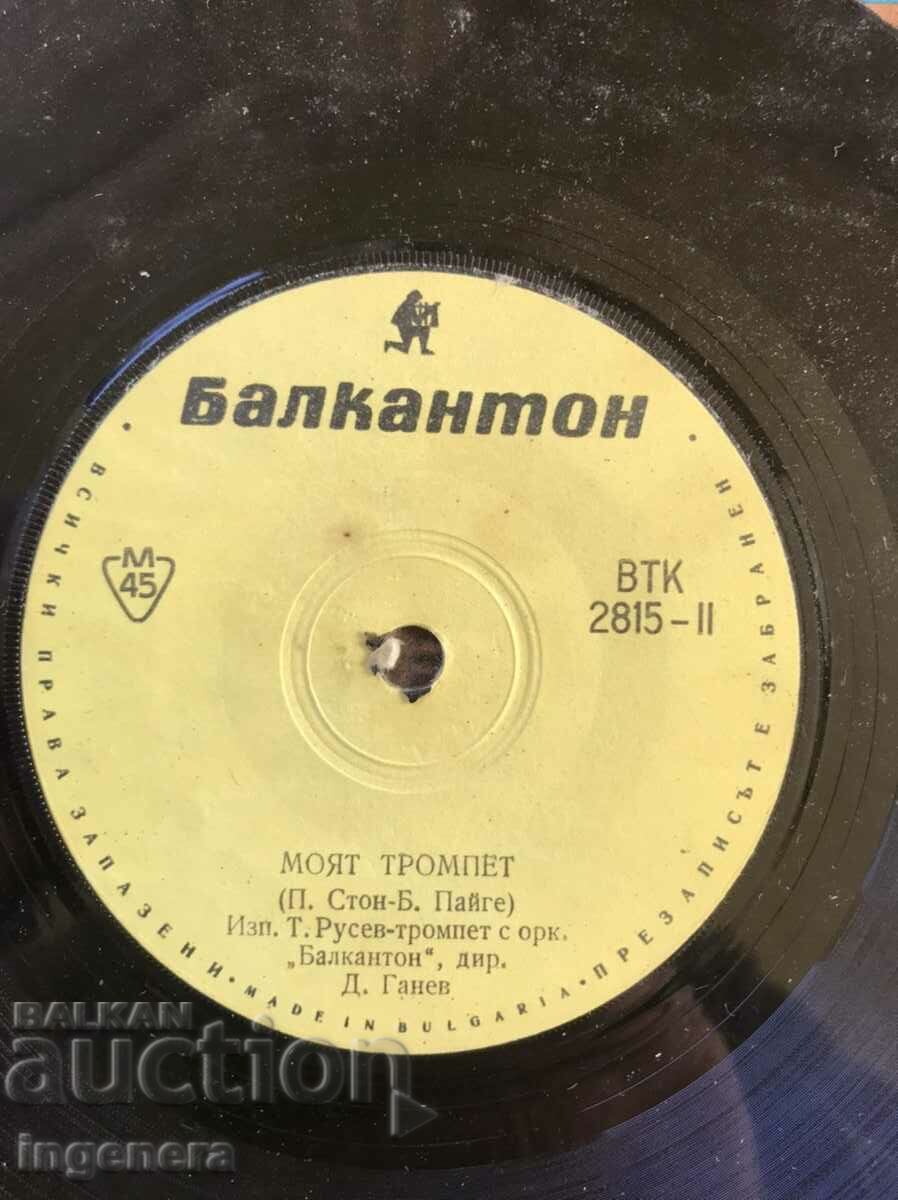 Балкантон
· ВСИЧКИ ПРАВА ЗАПАЗЕНИ · MADE IN BULGARIA · ПРЕЗАПИСЪТ Е ЗАБРАНЕН ·
М
45
ВТК
2815-II
МОЯТ ТРОМПЕТ
(П. Стон-Б. Пайге)
Изп. Т. Русев-тромпет с орк.
„Балкантон“, дир.
Д. Ганев
BALKAN
auction
ingenera